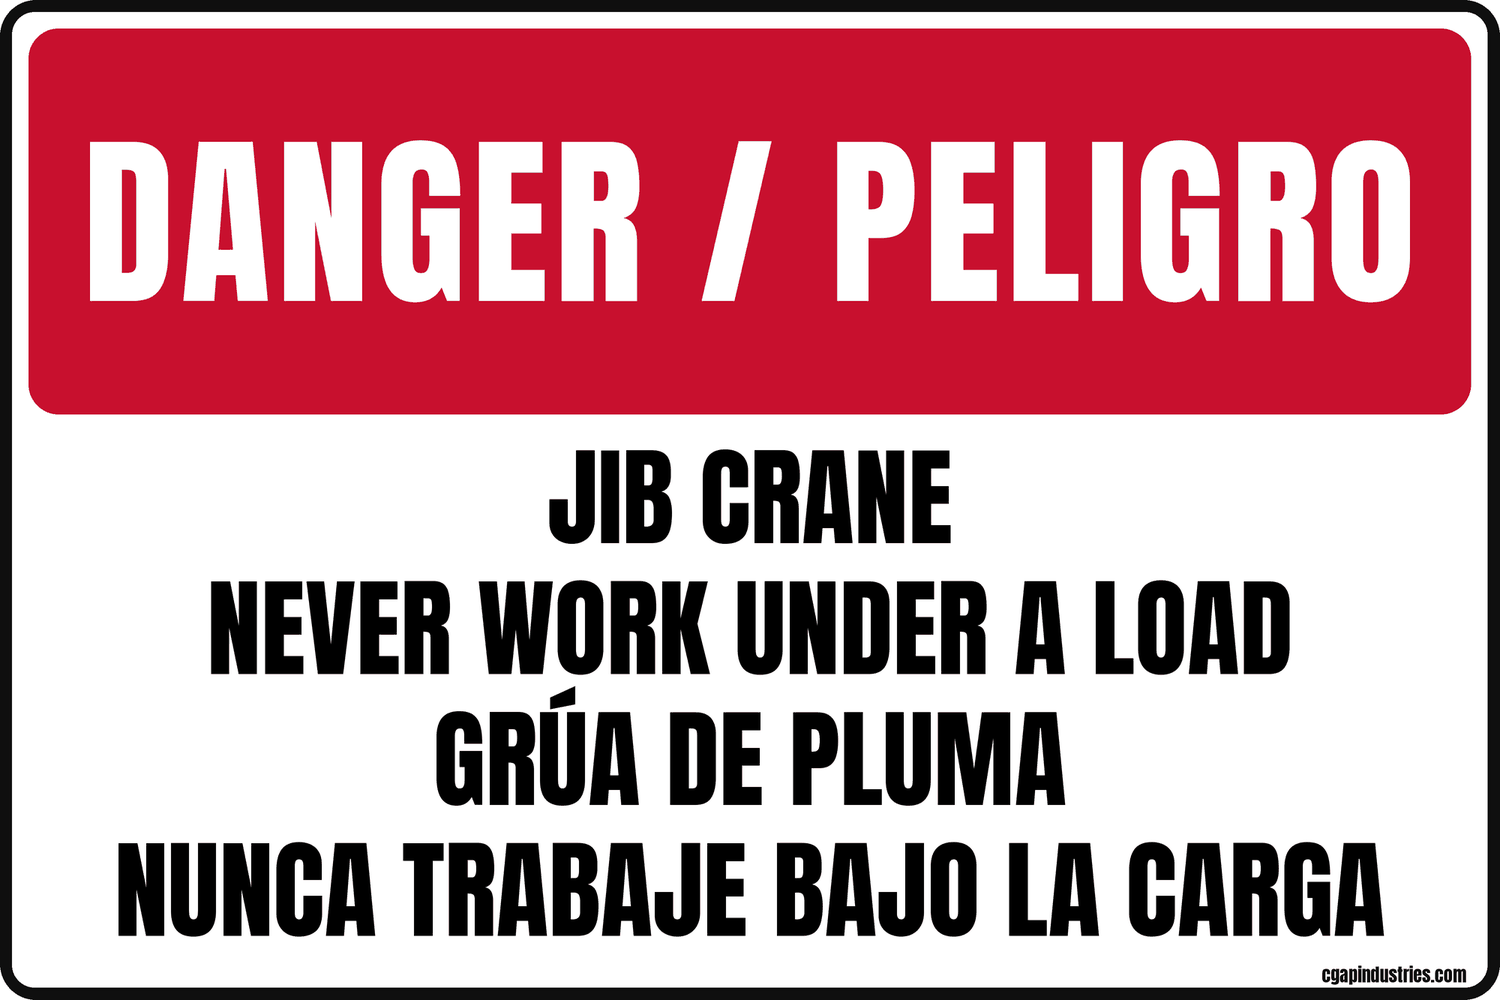 DANGER / PELIGRO
JIB CRANE
NEVER WORK UNDER A LOAD
GRÚA DE PLUMA
NUNCA TRABAJE BAJO LA CARGA
cgapindustries.com